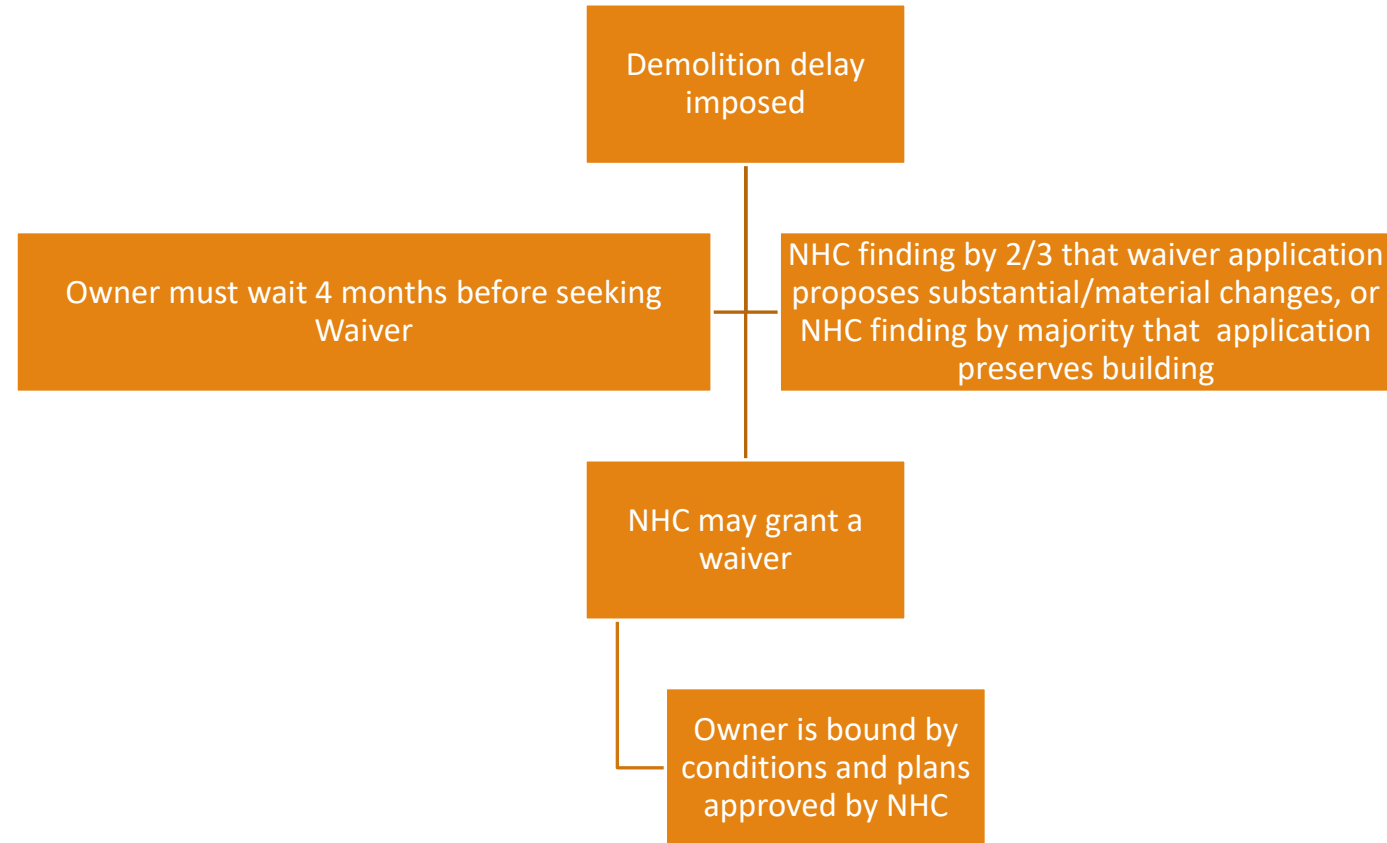 Demolition delay
imposed
Owner must wait 4 months before seeking
Waiver
NHC finding by 2/3 that waiver application
proposes substantial/material changes, or
NHC finding by majority that  application
preserves building
NHC may grant a
waiver
Owner is bound by
conditions and plans
approved by NHC